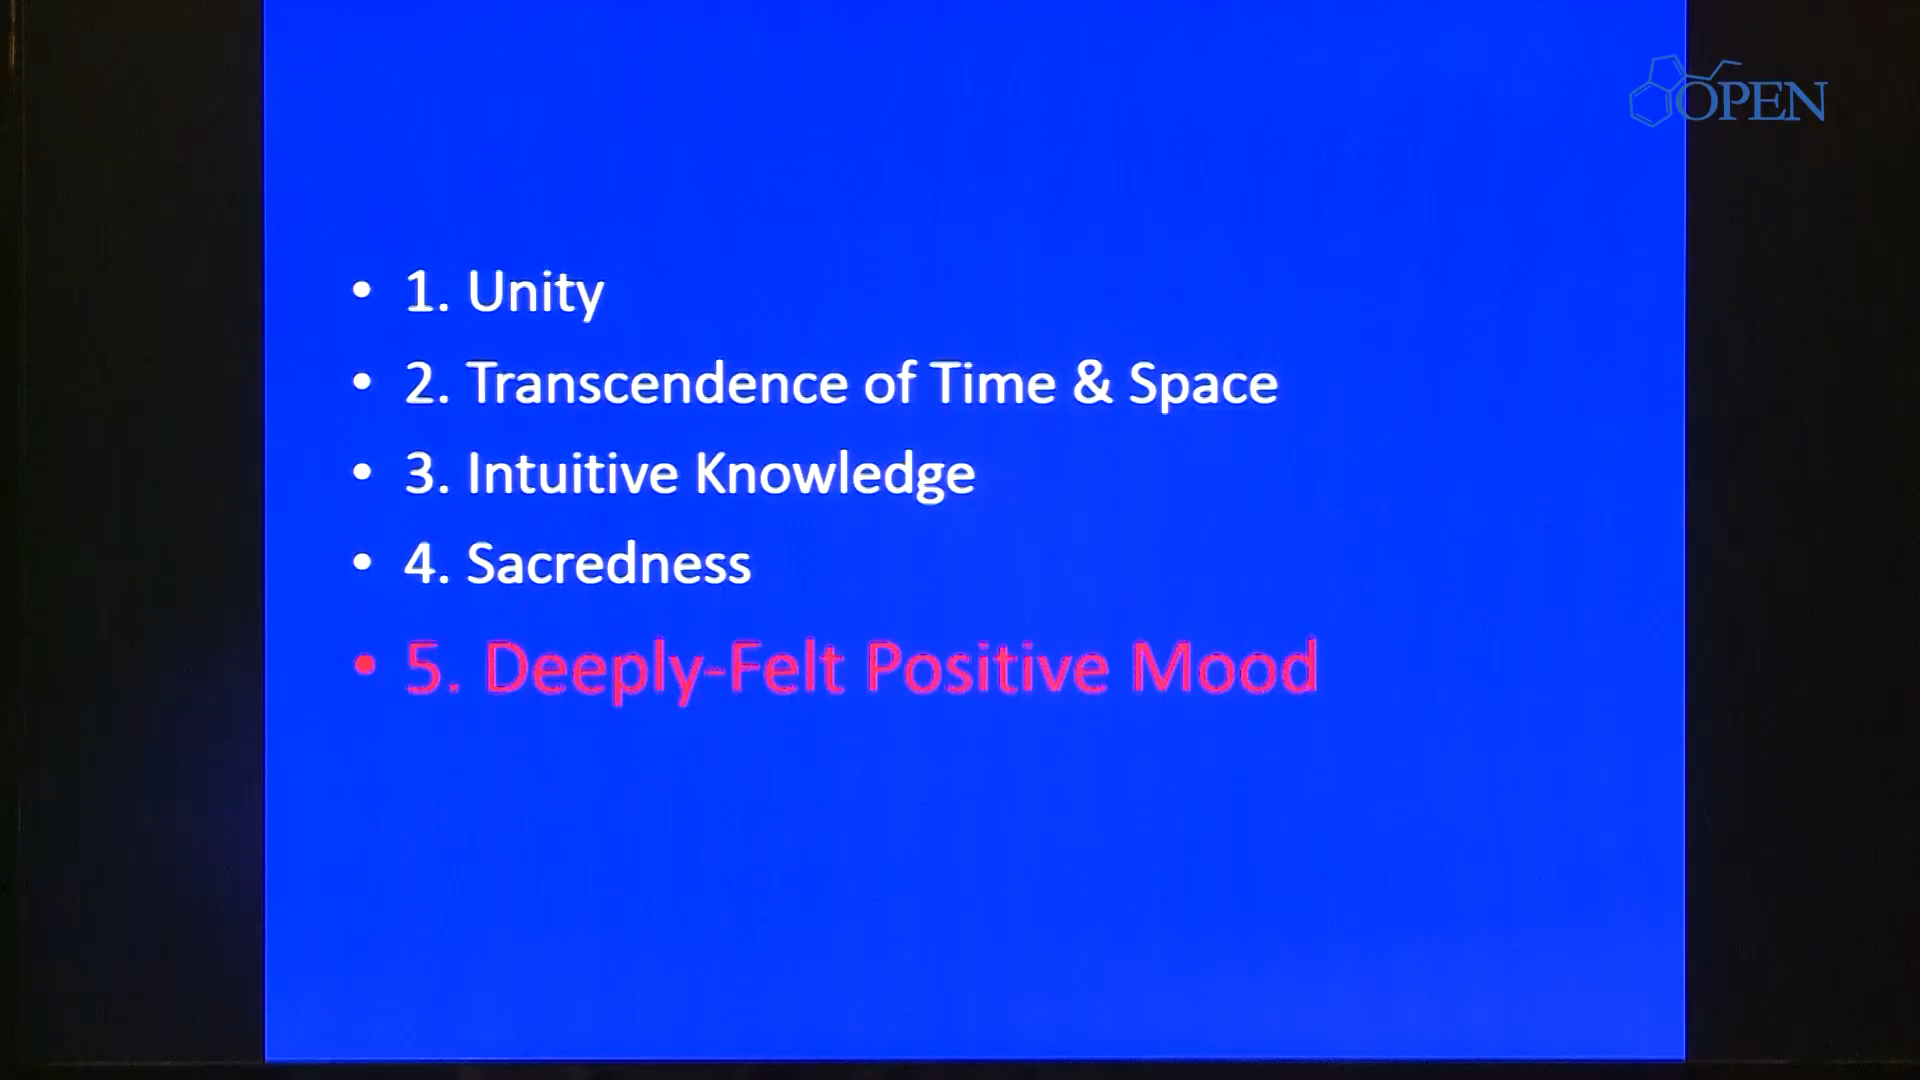 OPEN
• 1. Unity
• 2. Transcendence of Time & Space
• 3. Intuitive Knowledge
• 4. Sacredness
• 5. Deeply-Felt Positive Mood